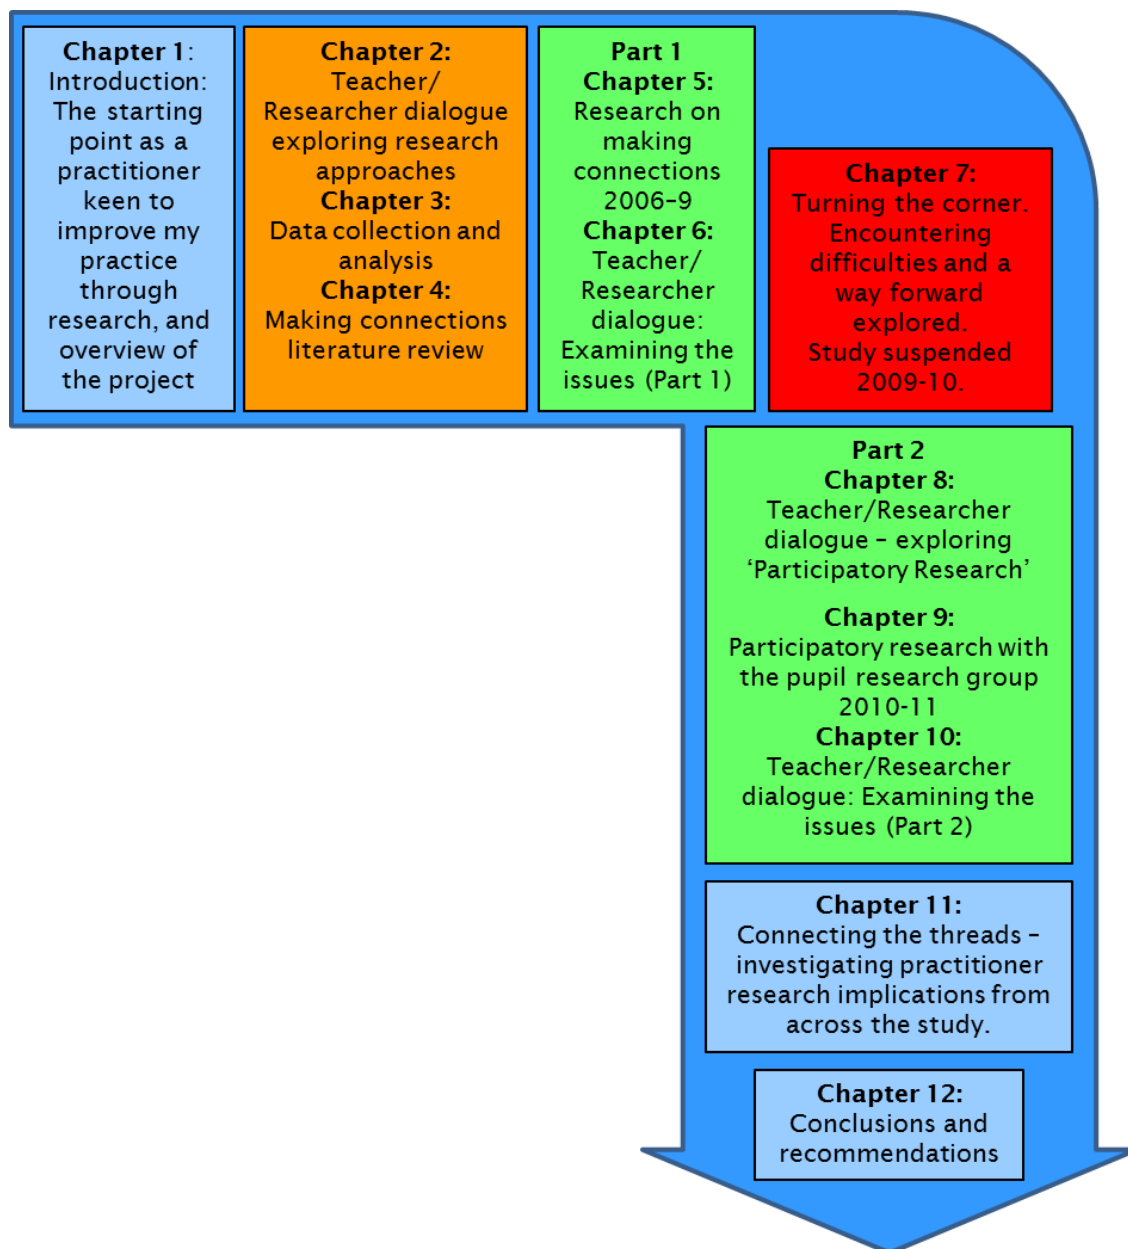 Chapter 1:
Introduction:
The starting
point as a
practitioner
keen to
improve my
practice
through
research, and
overview of
the project
Chapter 2:
Teacher/
Researcher dialogue
exploring research
approaches
Chapter 3:
Data collection and
analysis
Chapter 4:
Making connections
literature review
Part 1
Chapter 5:
Research on
making
connections
2006–9
Chapter 6:
Teacher/
Researcher
dialogue:
Examining the
issues (Part 1)
Chapter 7:
Turning the corner.
Encountering
difficulties and a
way forward
explored.
Study suspended
2009-10.
Part 2
Chapter 8:
Teacher/Researcher
dialogue – exploring
‘Participatory Research’
Chapter 9:
Participatory research with
the pupil research group
2010-11
Chapter 10:
Teacher/Researcher
dialogue: Examining the
issues (Part 2)
Chapter 11:
Connecting the threads –
investigating practitioner
research implications from
across the study.
Chapter 12:
Conclusions and
recommendations